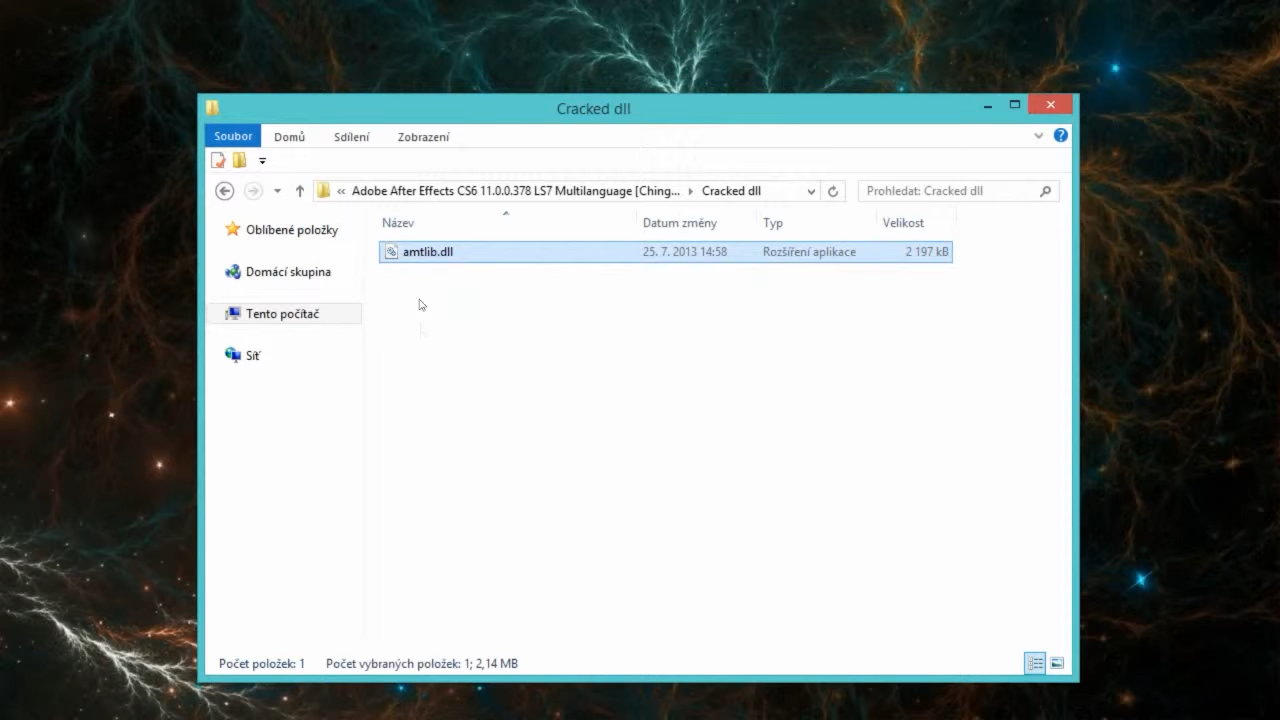 Cracked dll
Soubor Domů Sdílení Zobrazení
« Adobe After Effects CS6 11.0.0.378 LS7 Multilanguage [Ching... Cracked dll Prohledat: Cracked dll
Název Datum změny Typ Velikost
amtlib.dll 25. 7. 2013 14:58 Rozšíření aplikace 2 197 kB
Oblíbené položky
Domácí skupina
Tento počítač
Síť
Počet položek: 1 Počet vybraných položek: 1; 2,14 MB